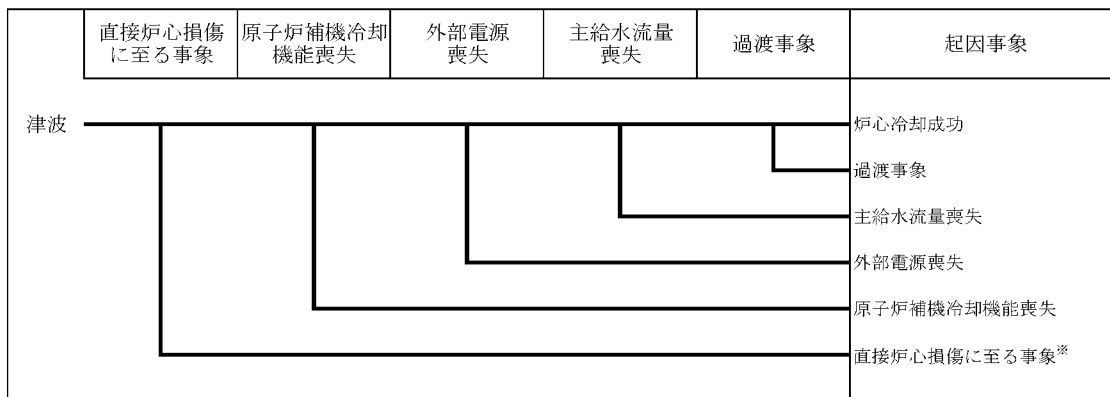 直接炉心損傷
に至る事象
原子炉補機冷却
機能喪失
外部電源
喪失
主給水流量
喪失
過渡事象
起因事象
津波
炉心冷却成功
過渡事象
主給水流量喪失
外部電源喪失
原子炉補機冷却機能喪失
直接炉心損傷に至る事象※